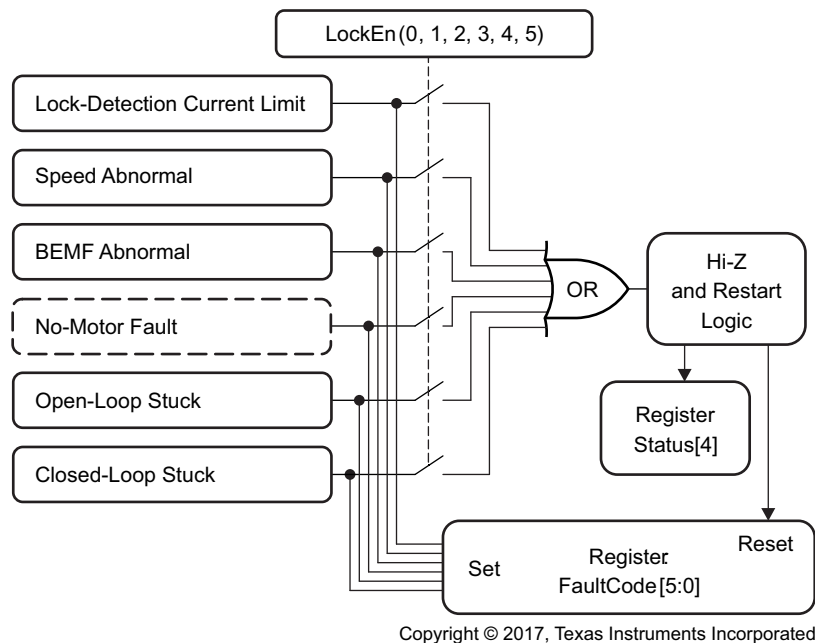 LockEn(0, 1, 2, 3, 4, 5)
Lock-Detection Current Limit
Speed Abnormal
BEMF Abnormal
No-Motor Fault
Open-Loop Stuck
Closed-Loop Stuck
OR
Hi-Z
and Restart
Logic
Register
Status[4]
Reset
Set
Register
FaultCode[5:0]
Copyright © 2017, Texas Instruments Incorporated